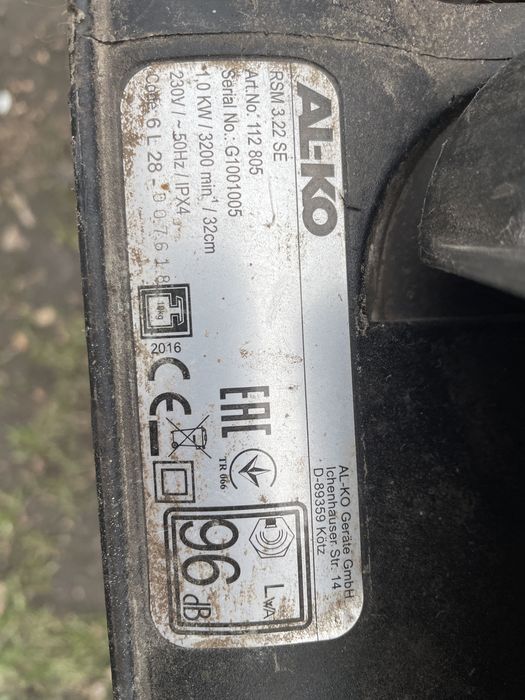 AL-KO
RSM 3.22 SE
Art.No. 112 805
Serial No.: G1001005
1,0 KW / 3200 min⁻¹ / 32cm
230V / ~ 50Hz / IPX4
Code 6 L 28 - 0 0 7 6 1 8
10kg
2016
CE
EAC
TR 066
AL-KO Geräte GmbH
Ichenhauser Str. 14
D-89359 Kötz
LWA
96
dB